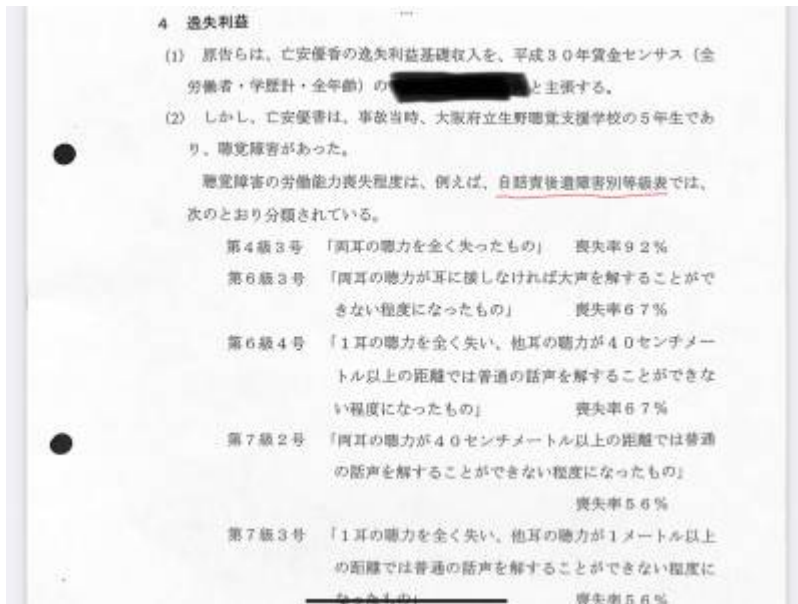 4 逸失利益
(1) 原告らは、亡安優香の逸失利益基礎収入を、平成30年賃金センサス（全
労働者・学歴計・全年齢）の
と主張する。
(2) しかし、亡安優香は、事故当時、大阪府立生野聴覚支援学校の5年生であ
り、聴覚障害があった。
聴覚障害の労働能力喪失程度は、例えば、自賠責後遺障害別等級表では、
次のとおり分類されている。
第4級3号 「両耳の聴力を全く失ったもの」 喪失率92％
第6級3号 「両耳の聴力が耳に接しなければ大声を解することがで
きない程度になったもの」 喪失率67％
第6級4号 「1耳の聴力を全く失い、他耳の聴力が40センチメー
トル以上の距離では普通の話声を解することができな
い程度になったもの」 喪失率67％
第7級2号 「両耳の聴力が40センチメートル以上の距離では普通
の話声を解することができない程度になったもの」
喪失率56％
第7級3号 「1耳の聴力を全く失い、他耳の聴力が1メートル以上
の距離では普通の話声を解することができない程度に
なったもの」 喪失率56％